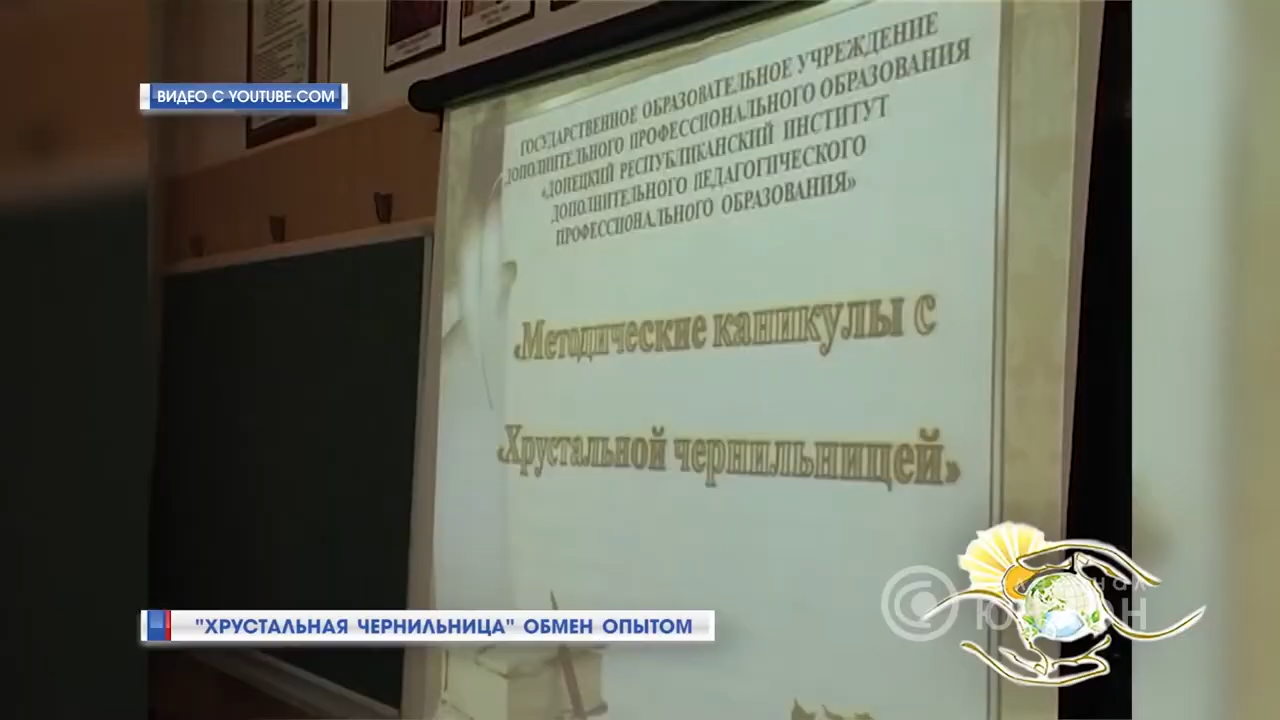 ВИДЕО С YOUTUBE.COM
ГОСУДАРСТВЕННОЕ ОБРАЗОВАТЕЛЬНОЕ УЧРЕЖДЕНИЕ
ДОПОЛНИТЕЛЬНОГО ПРОФЕССИОНАЛЬНОГО ОБРАЗОВАНИЯ
«ДОНЕЦКИЙ РЕСПУБЛИКАНСКИЙ ИНСТИТУТ
ДОПОЛНИТЕЛЬНОГО ПЕДАГОГИЧЕСКОГО
ПРОФЕССИОНАЛЬНОГО ОБРАЗОВАНИЯ»
«Методические каникулы с
«Хрустальной чернильницей»
"ХРУСТАЛЬНАЯ ЧЕРНИЛЬНИЦА" ОБМЕН ОПЫТОМ